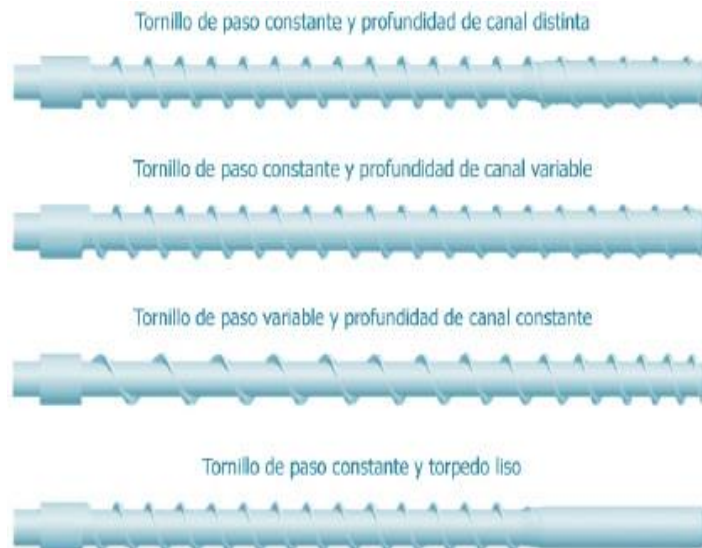 Tornillo de paso constante y profundidad de canal distinta
Tornillo de paso constante y profundidad de canal variable
Tornillo de paso variable y profundidad de canal constante
Tornillo de paso constante y torpedo liso